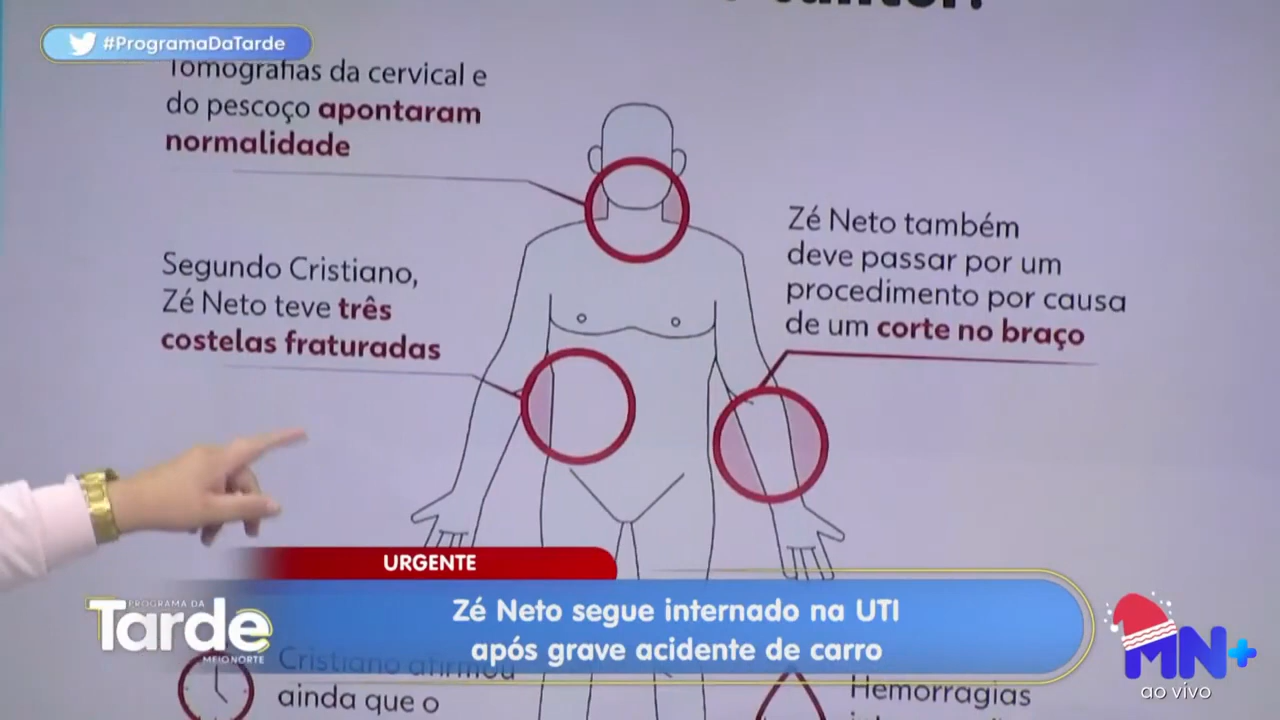 #ProgramaDaTarde
Tomografias da cervical e
do pescoço apontaram
normalidade
Segundo Cristiano,
Zé Neto teve três
costelas fraturadas
Zé Neto também
deve passar por um
procedimento por causa
de um corte no braço
URGENTE
Zé Neto segue internado na UTI
após grave acidente de carro
PROGRAMA DA
Tarde
MEIO NORTE
MN+
ao vivo
Cristiano afirmou
ainda que o
Hemorragias